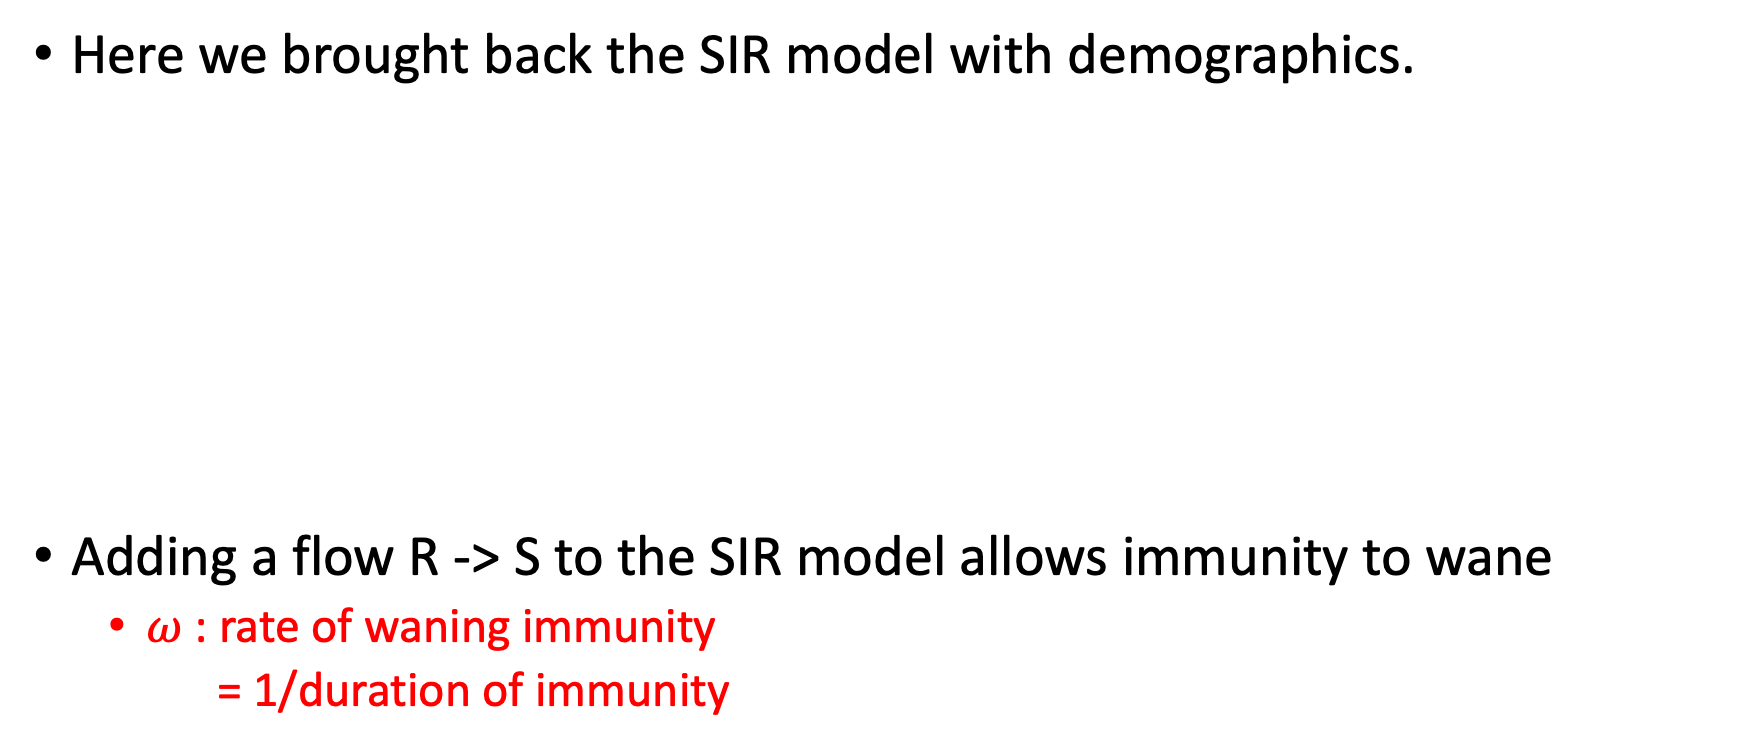 • Here we brought back the SIR model with demographics.
• Adding a flow R -> S to the SIR model allows immunity to wane
• ω : rate of waning immunity
= 1/duration of immunity